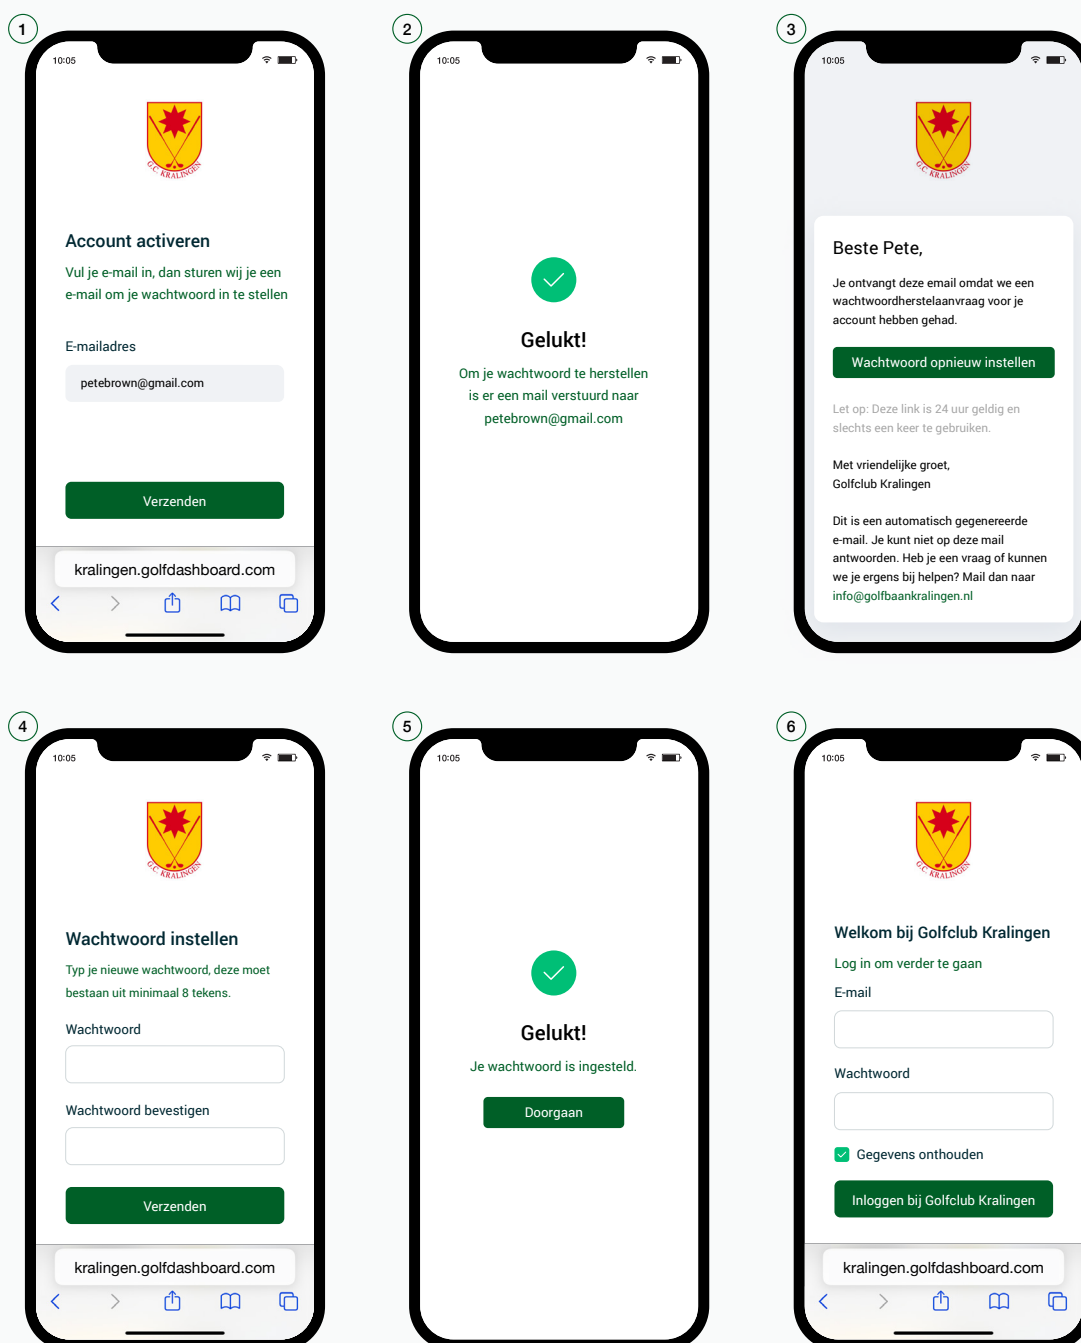 1
10:05
G.C. KRALINGEN
Account activeren
Vul je e-mail in, dan sturen wij je een
e-mail om je wachtwoord in te stellen
E-mailadres
petebrown@gmail.com
Verzenden
kralingen.golfdashboard.com
2
10:05
Gelukt!
Om je wachtwoord te herstellen
is er een mail verstuurd naar
petebrown@gmail.com
3
10:05
G.C. KRALINGEN
Beste Pete,
Je ontvangt deze email omdat we een
wachtwoordherstelaanvraag voor je
account hebben gehad.
Wachtwoord opnieuw instellen
Let op: Deze link is 24 uur geldig en
slechts een keer te gebruiken.
Met vriendelijke groet,
Golfclub Kralingen
Dit is een automatisch gegenereerde
e-mail. Je kunt niet op deze mail
antwoorden. Heb je een vraag of kunnen
we je ergens bij helpen? Mail dan naar
info@golfbaankralingen.nl
4
10:05
G.C. KRALINGEN
Wachtwoord instellen
Typ je nieuwe wachtwoord, deze moet
bestaan uit minimaal 8 tekens.
Wachtwoord
Wachtwoord bevestigen
Verzenden
kralingen.golfdashboard.com
5
10:05
Gelukt!
Je wachtwoord is ingesteld.
Doorgaan
6
10:05
G.C. KRALINGEN
Welkom bij Golfclub Kralingen
Log in om verder te gaan
E-mail
Wachtwoord
Gegevens onthouden
Inloggen bij Golfclub Kralingen
kralingen.golfdashboard.com